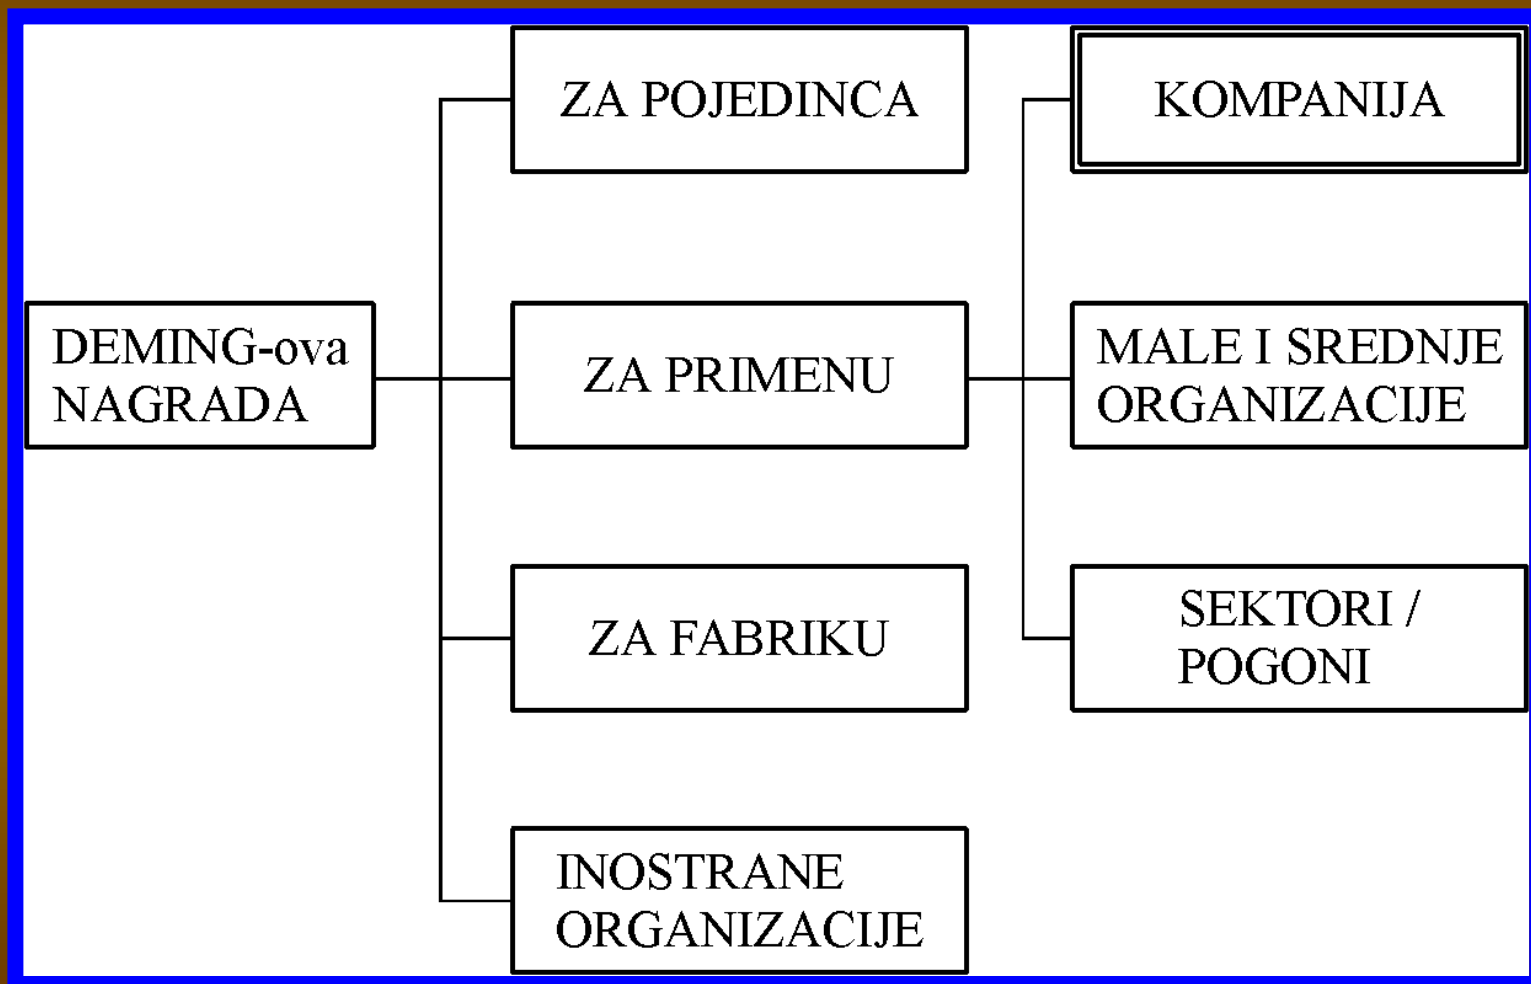 ZA POJEDINCA
KOMPANIJA
DEMING-ova
NAGRADA
ZA PRIMENU
MALE I SREDNJE
ORGANIZACIJE
ZA FABRIKU
SEKTORI /
POGONI
INOSTRANE
ORGANIZACIJE